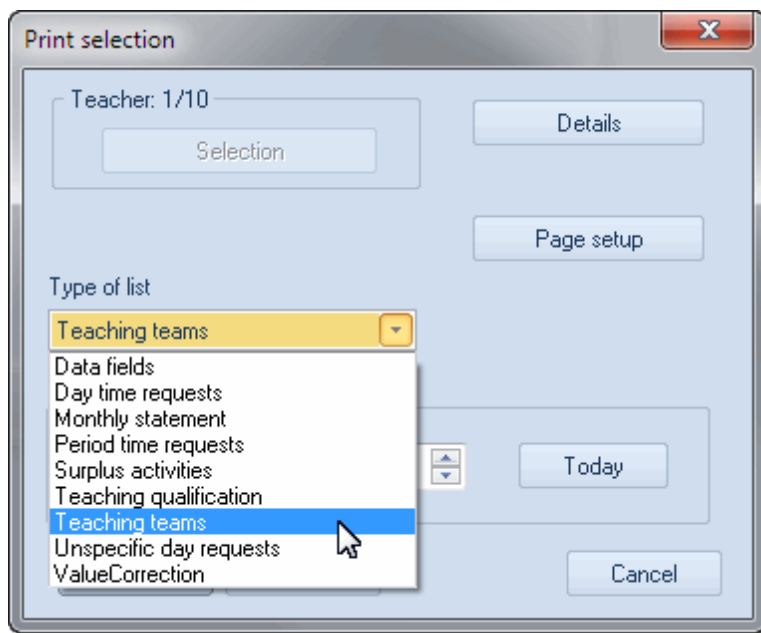 Print selection
Teacher: 1/10
Selection
Details
Page setup
Type of list
Teaching teams
Data fields
Day time requests
Monthly statement
Period time requests
Surplus activities
Teaching qualification
Teaching teams
Unspecific day requests
ValueCorrection
Today
Cancel